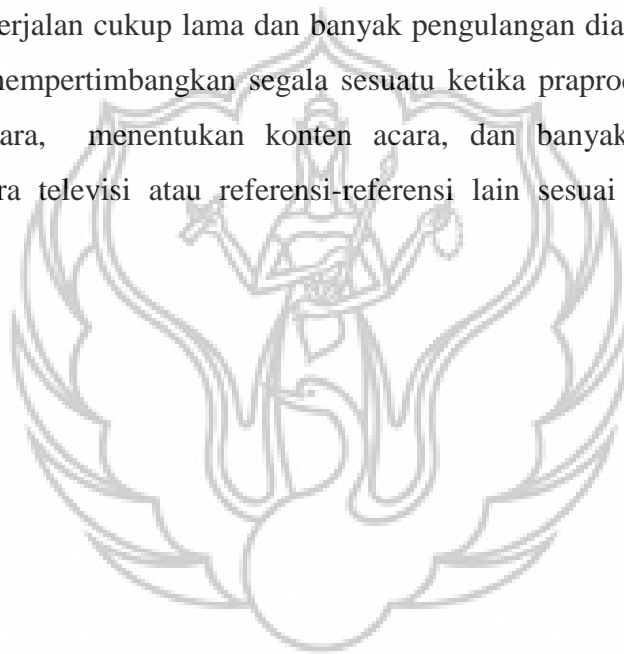 erjalan cukup lama dan banyak pengulangan dia
nempertimbangkan segala sesuatu ketika praprod
ara, menentukan konten acara, dan banyak
ra televisi atau referensi-referensi lain sesuai